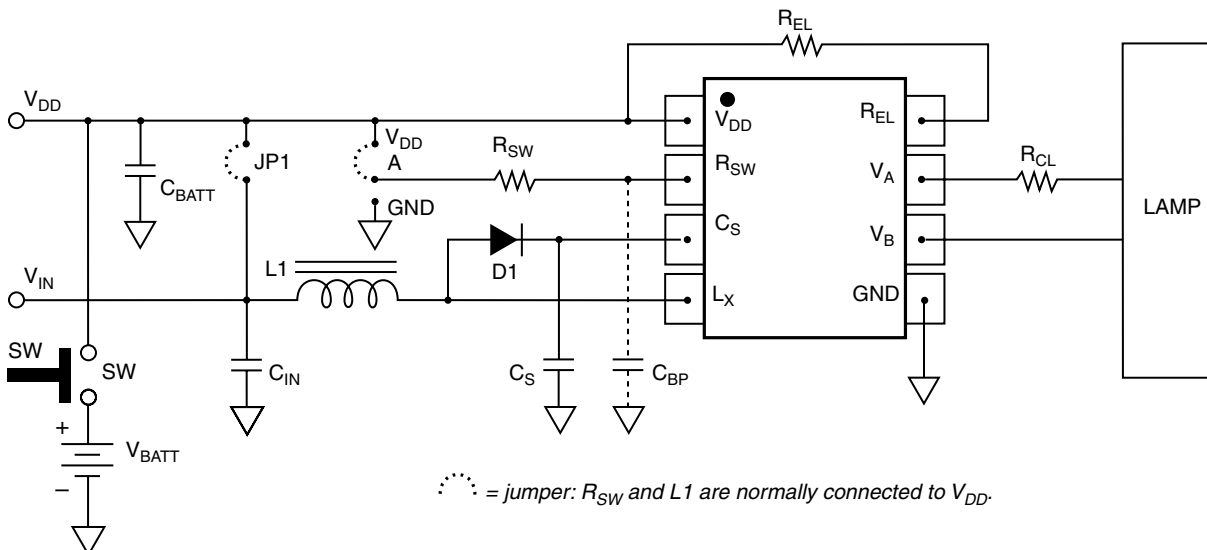 R_EL
V_DD
JP1
C_BATT
V_DD
A
GND
R_SW
V_DD
R_SW
C_S
L_X
R_EL
V_A
V_B
GND
R_CL
LAMP
V_IN
L1
D1
SW
SW
C_IN
C_S
C_BP
+
V_BATT
–
= jumper: R_SW and L1 are normally connected to V_DD.